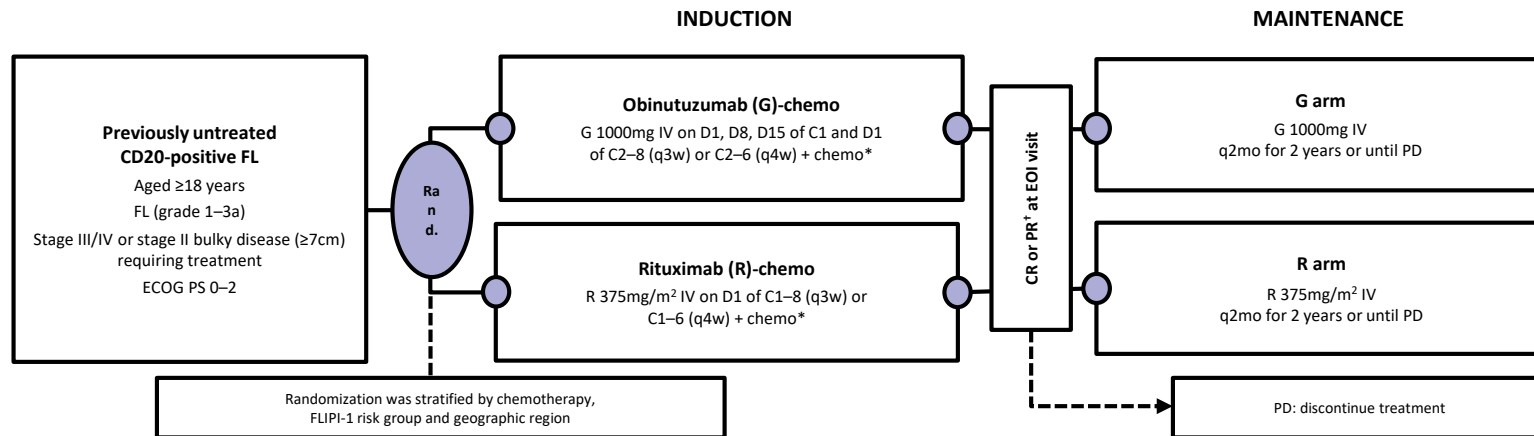 INDUCTION
MAINTENANCE
Previously untreated
CD20-positive FL
Aged ≥18 years
FL (grade 1–3a)
Stage III/IV or stage II bulky disease (≥7cm)
requiring treatment
ECOG PS 0–2
Ra
n
d.
Obinutuzumab (G)-chemo
G 1000mg IV on D1, D8, D15 of C1 and D1
of C2–8 (q3w) or C2–6 (q4w) + chemo*
Rituximab (R)-chemo
R 375mg/m² IV on D1 of C1–8 (q3w) or
C1–6 (q4w) + chemo*
CR or PR† at EOI visit
G arm
G 1000mg IV
q2mo for 2 years or until PD
R arm
R 375mg/m² IV
q2mo for 2 years or until PD
Randomization was stratified by chemotherapy,
FLIPI-1 risk group and geographic region
PD: discontinue treatment